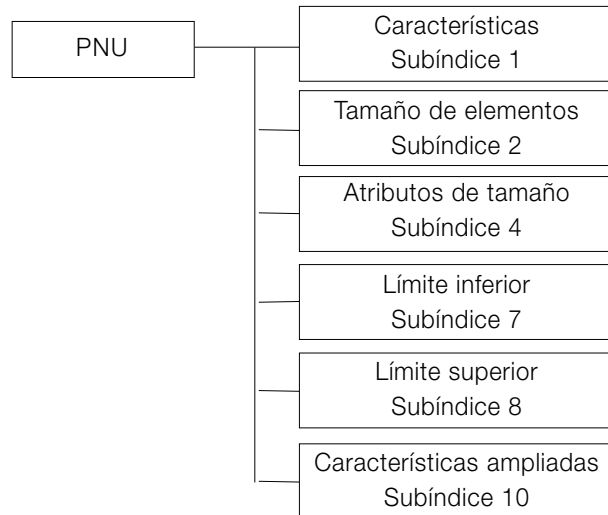 PNU
Características
Subíndice 1
Tamaño de elementos
Subíndice 2
Atributos de tamaño
Subíndice 4
Límite inferior
Subíndice 7
Límite superior
Subíndice 8
Características ampliadas
Subíndice 10